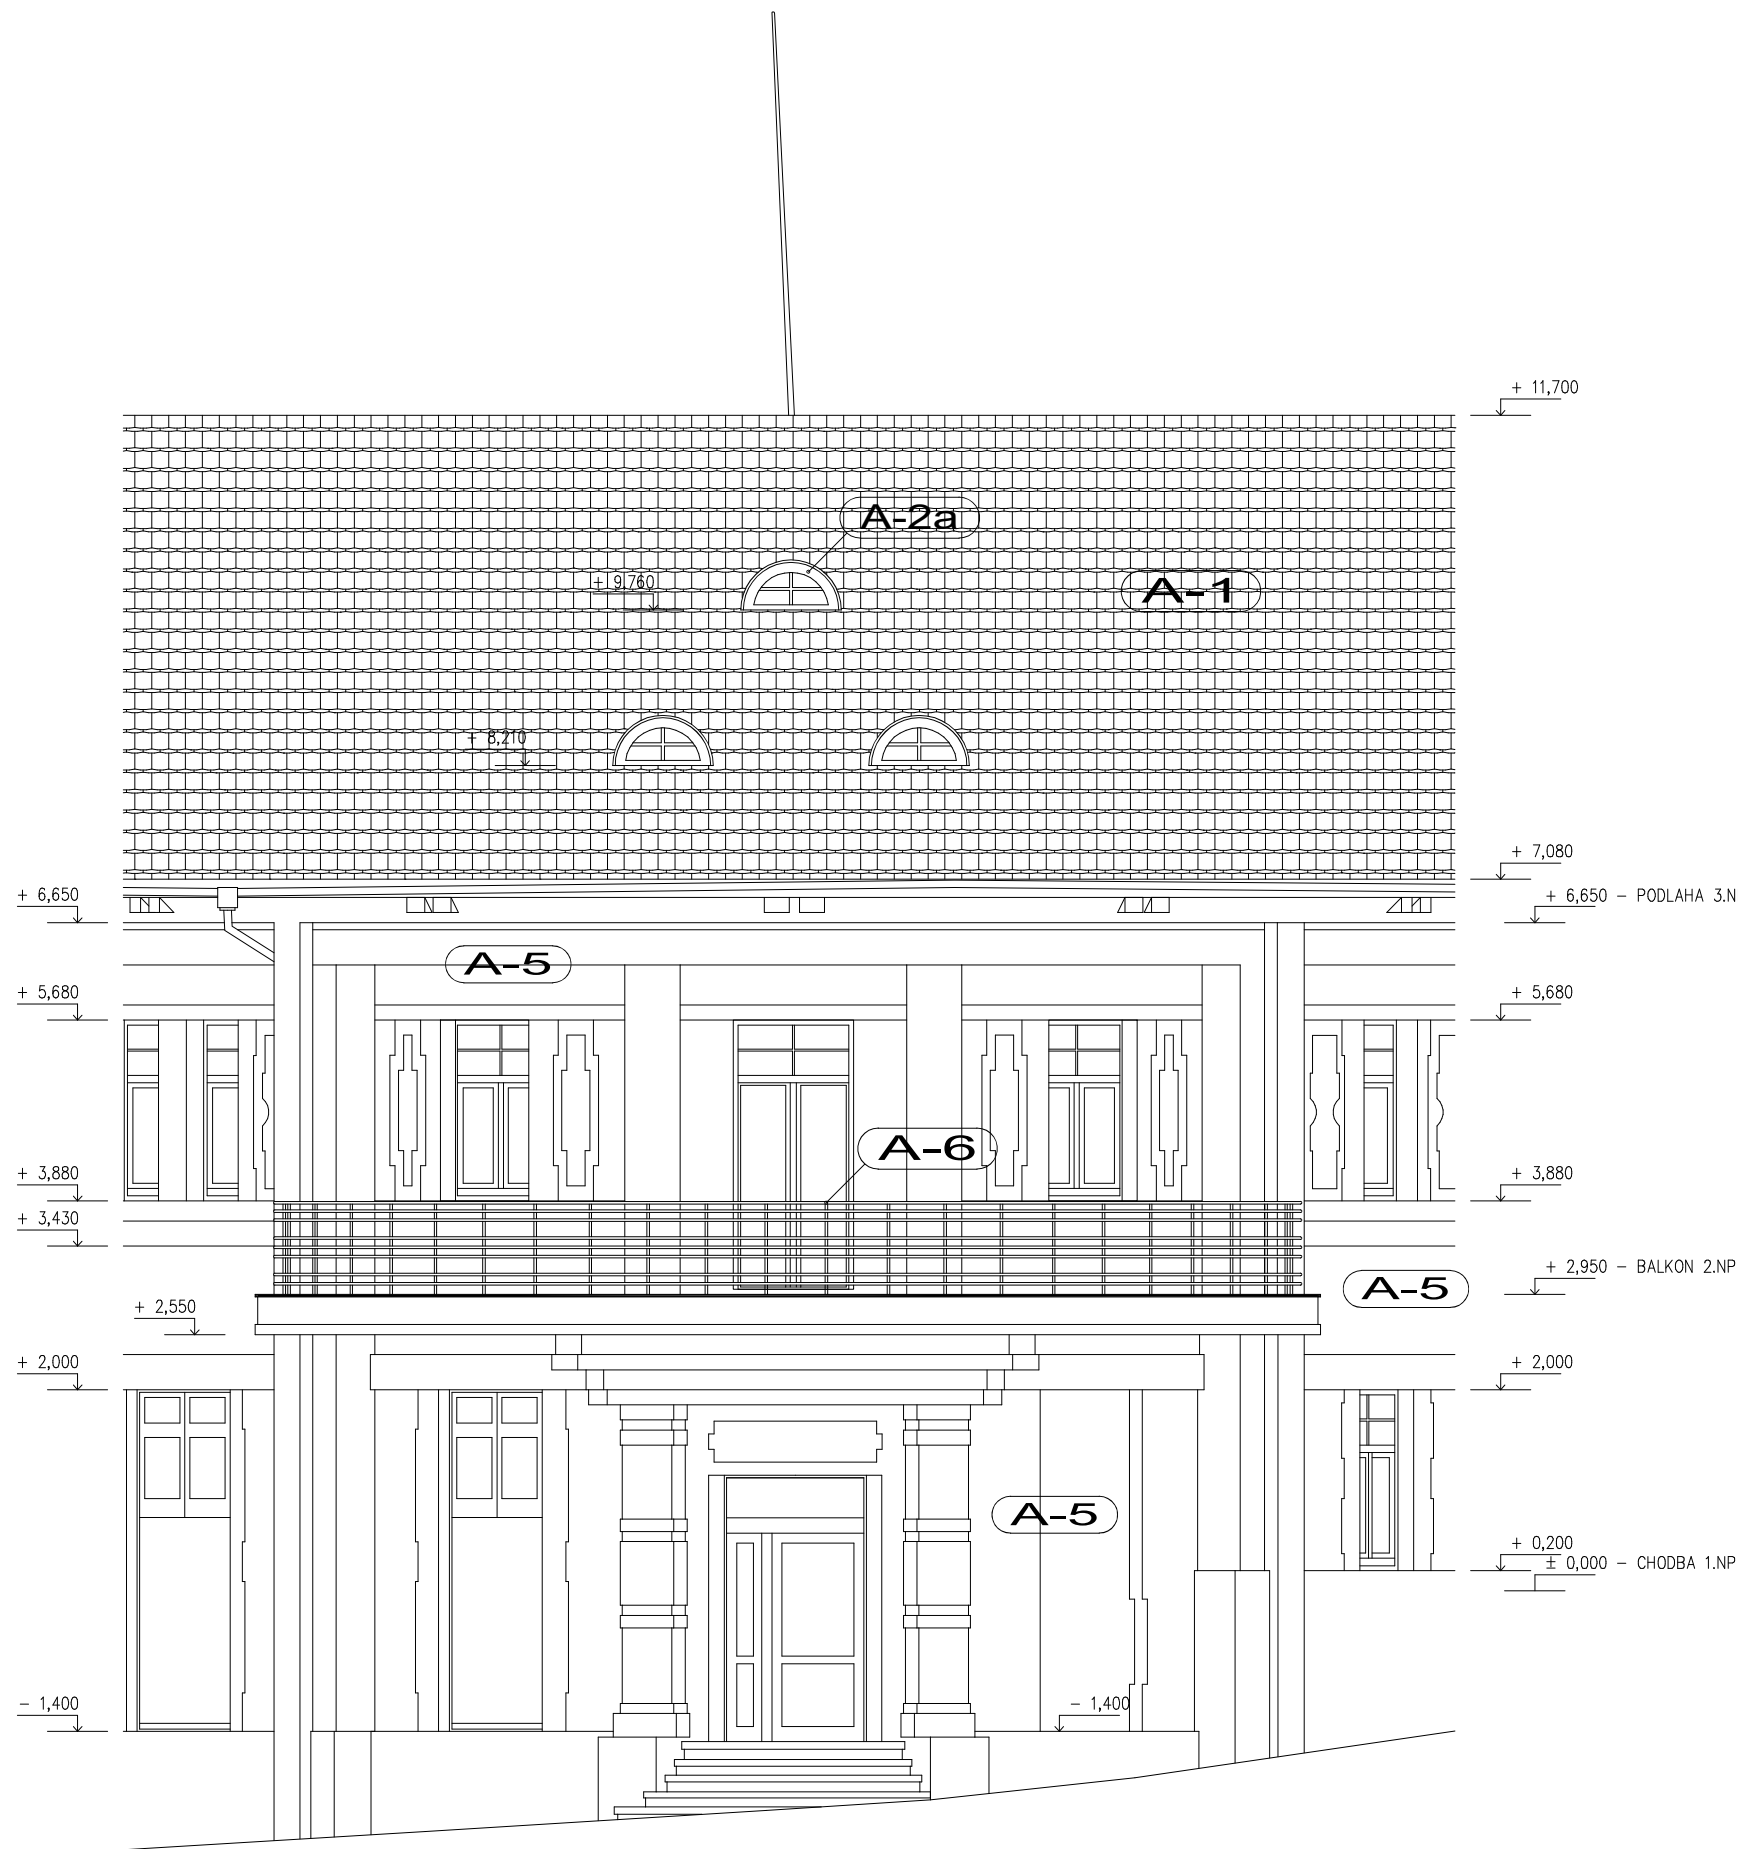 + 11,700
A-2a
+ 9,760
A-1
+ 8,210
+ 7,080
+ 6,650
+ 6,650 – PODLAHA 3.N
A-5
+ 5,680
+ 5,680
A-6
+ 3,880
+ 3,880
+ 3,430
+ 2,950 – BALKON 2.NP
A-5
+ 2,550
+ 2,000
+ 2,000
A-5
+ 0,200
± 0,000 – CHODBA 1.NP
– 1,400
– 1,400